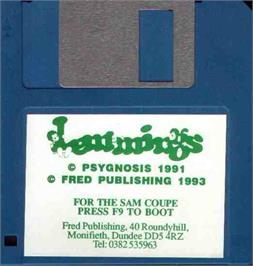 Lemmings
© PSYGNOSIS 1991
© FRED PUBLISHING 1993
FOR THE SAM COUPE
PRESS F9 TO BOOT
Fred Publishing, 40 Roundyhill,
Monifieth, Dundee DD5 4RZ
Tel: 0382 535963